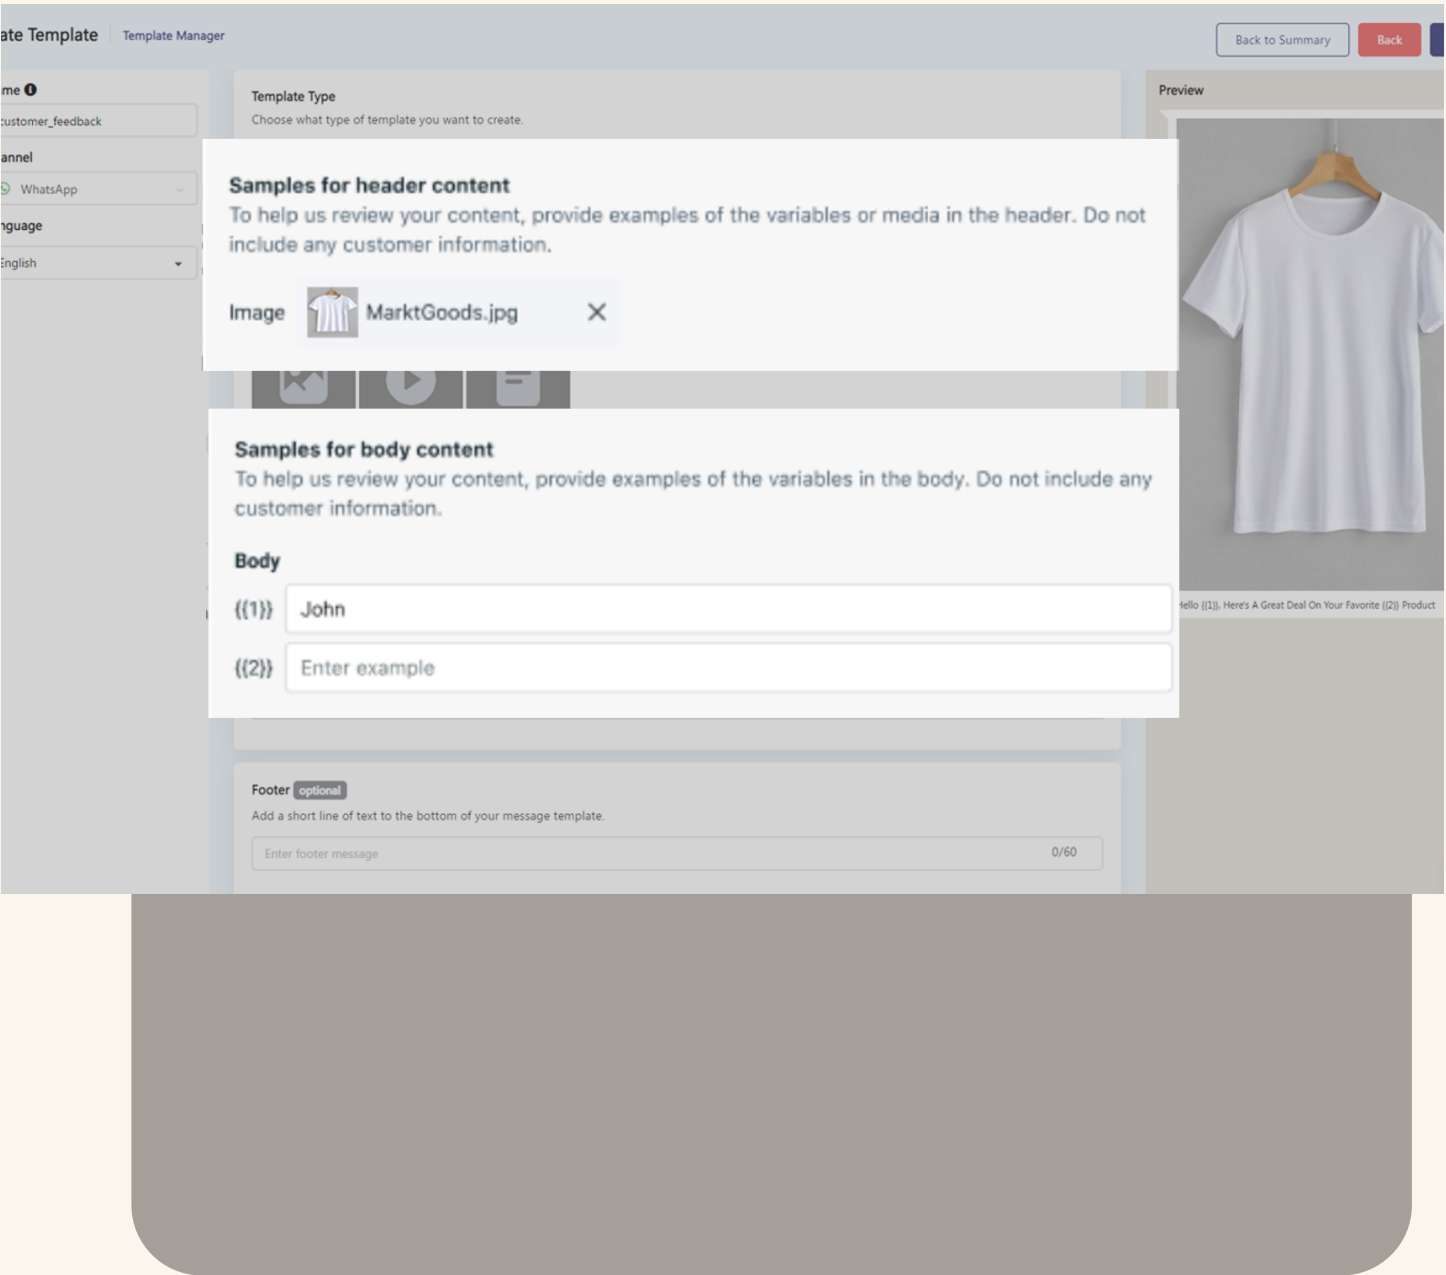 ate Template
Template Manager
Back to Summary
Back
me
customer_feedback
annel
WhatsApp
nguage
English
Template Type
Choose what type of template you want to create.
Samples for header content
To help us review your content, provide examples of the variables or media in the header. Do not
include any customer information.
Image
MarktGoods.jpg
Samples for body content
To help us review your content, provide examples of the variables in the body. Do not include any
customer information.
Body
{{1}}
John
{{2}}
Enter example
Footer optional
Add a short line of text to the bottom of your message template.
Enter footer message
0/60
Preview
Hello {{1}}, Here's A Great Deal On Your Favorite {{2}} Product